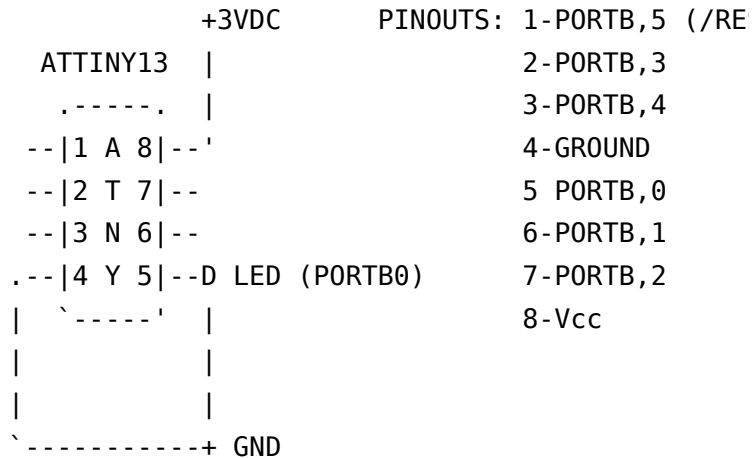 +3VDC PINOUTS: 1-PORTB,5 (/RE
ATTINY13 | 2-PORTB,3
.-----. | 3-PORTB,4
--|1 A 8|--' 4-GROUND
--|2 T 7|-- 5 PORTB,0
--|3 N 6|-- 6-PORTB,1
.--|4 Y 5|--D LED (PORTB0) 7-PORTB,2
| `-----' | 8-Vcc
| |
| |
`-----------+ GND